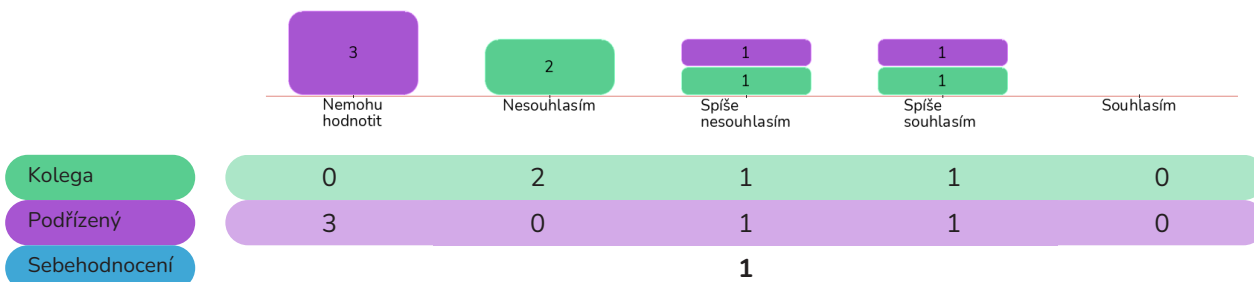 3
2
1
1
1
1
Nemohu
hodnotit
Nesouhlasím
Spíše
nesouhlasím
Spíše
souhlasím
Souhlasím
Kolega 0 2 1 1 0
Podřízený 3 0 1 1 0
Sebehodnocení 1